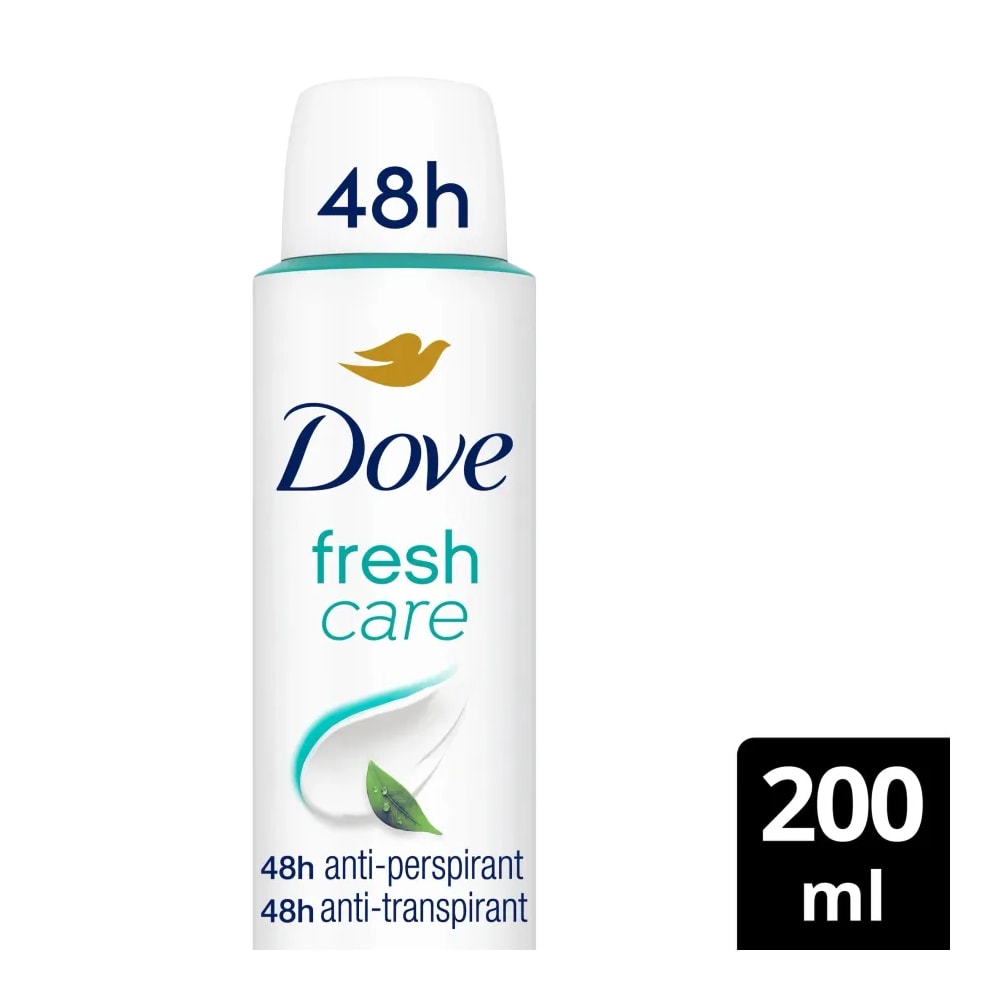 48h
Dove
fresh
care
48h anti-perspirant
48h anti-transpirant
200
ml